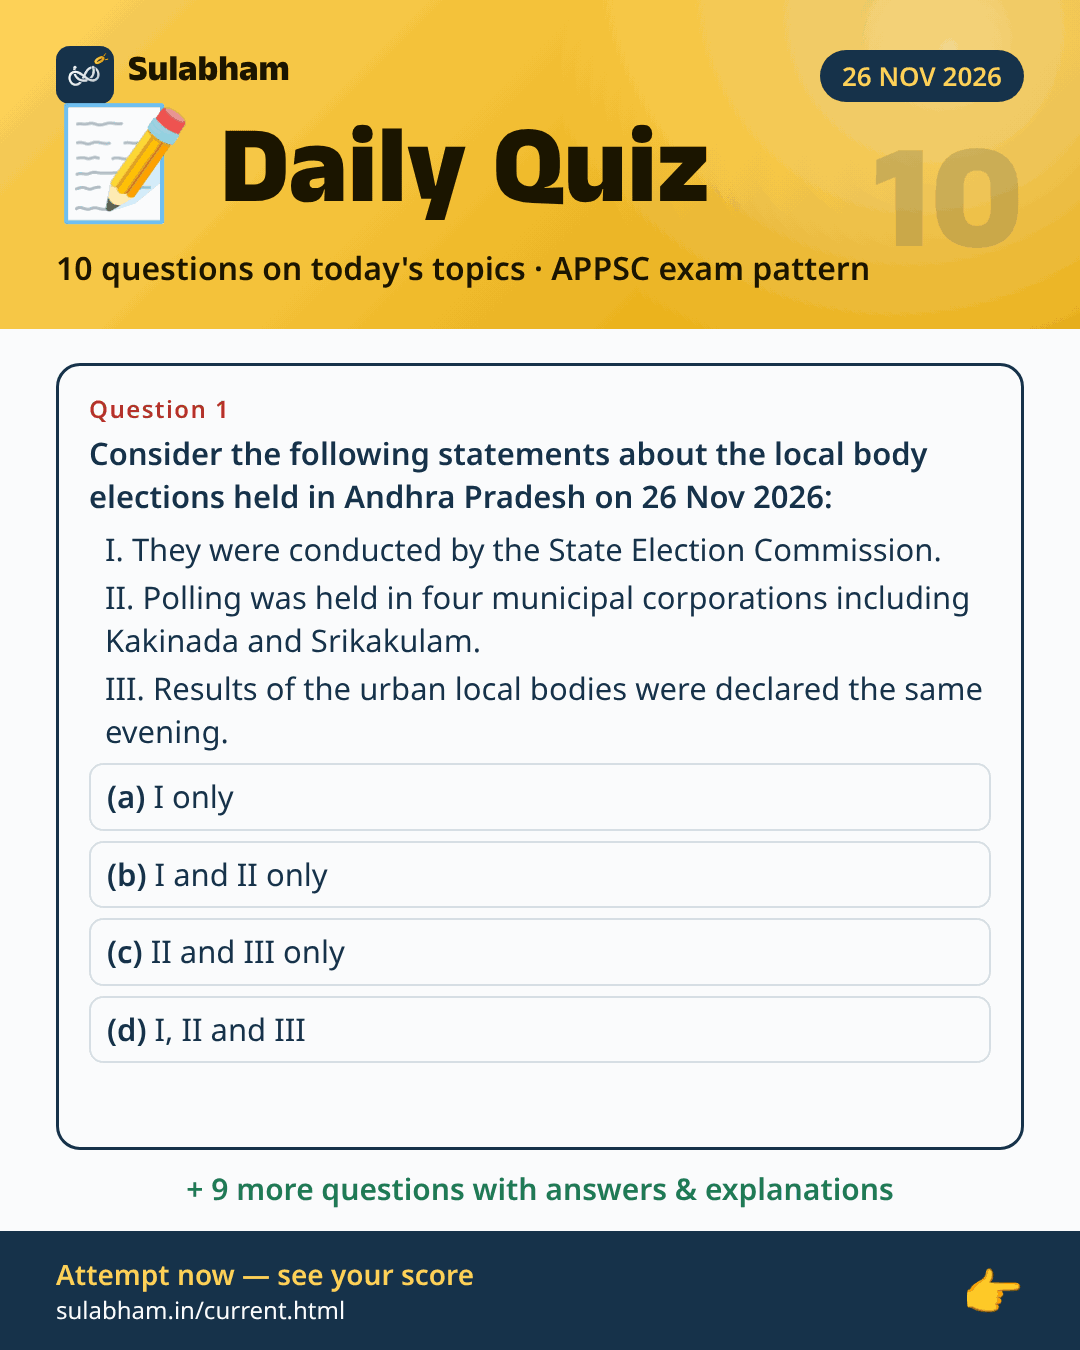 Sulabham
26 NOV 2026
Daily Quiz
10
10 questions on today's topics · APPSC exam pattern
Question 1
Consider the following statements about the local body
elections held in Andhra Pradesh on 26 Nov 2026:
I. They were conducted by the State Election Commission.
II. Polling was held in four municipal corporations including
Kakinada and Srikakulam.
III. Results of the urban local bodies were declared the same
evening.
(a) I only
(b) I and II only
(c) II and III only
(d) I, II and III
+ 9 more questions with answers & explanations
Attempt now — see your score
sulabham.in/current.html